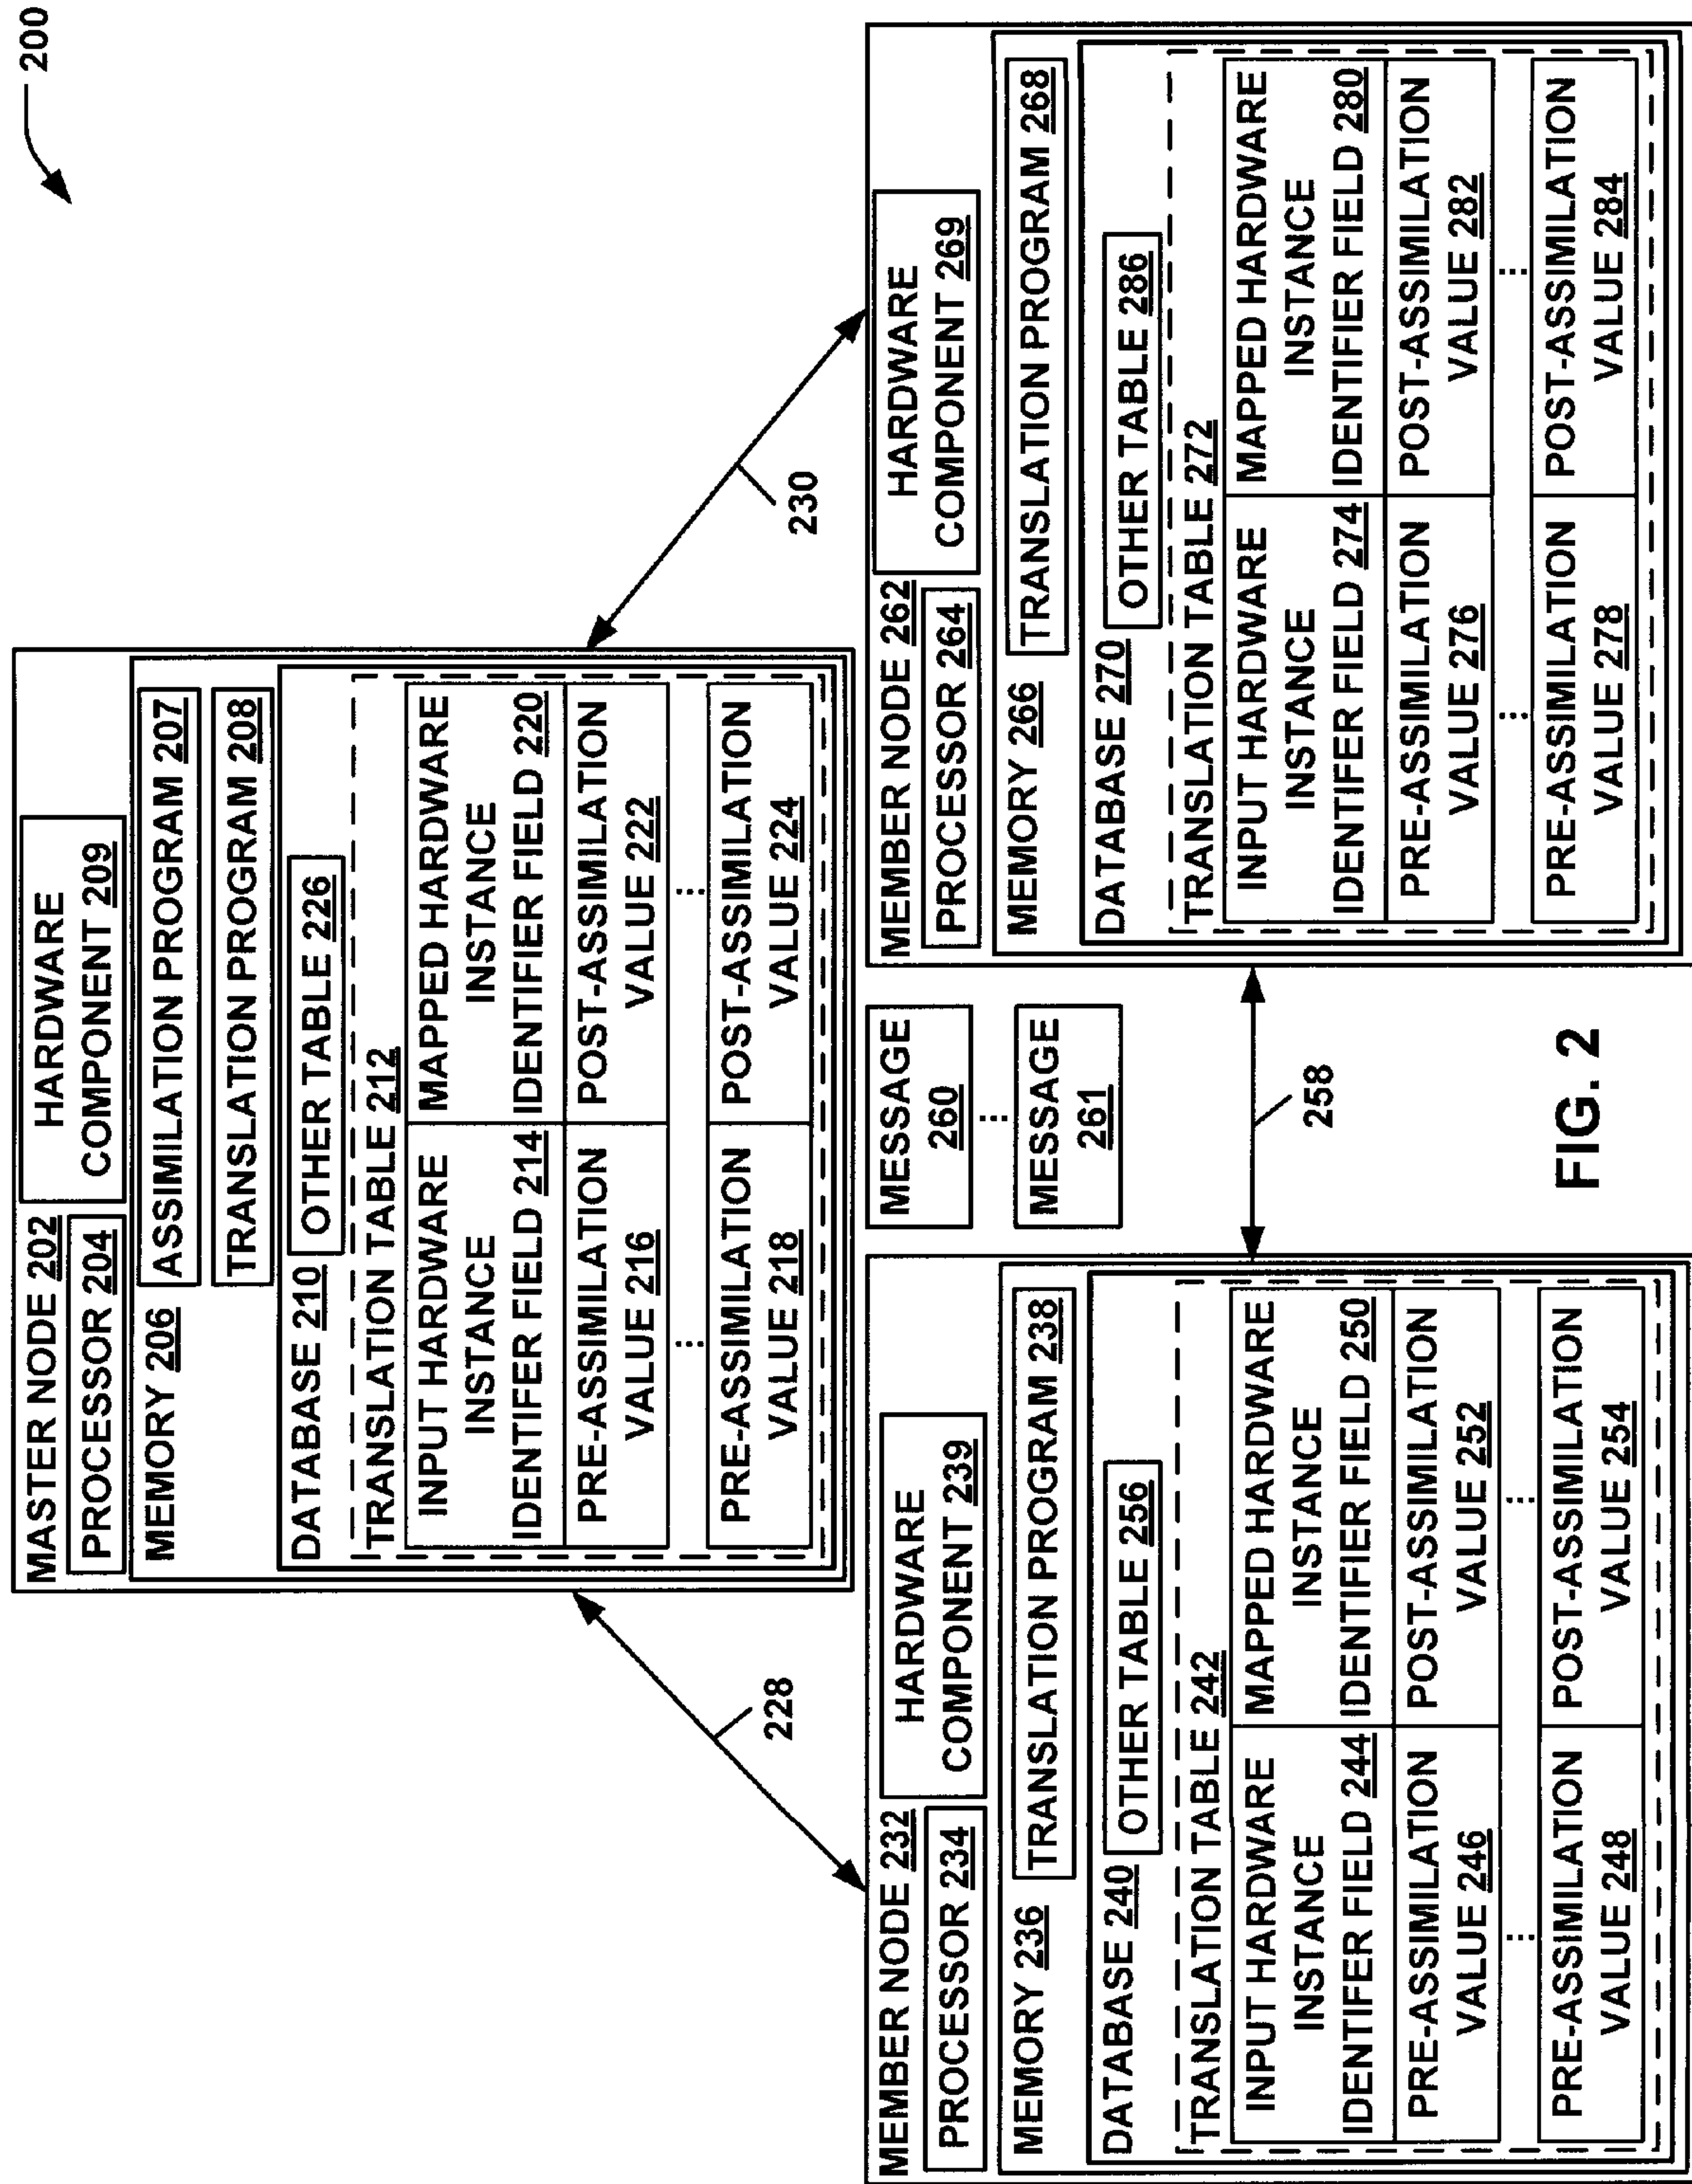 200
MASTER NODE 202
PROCESSOR 204
HARDWARE
COMPONENT 209
MEMORY 206
ASSIMILATION PROGRAM 207
TRANSLATION PROGRAM 208
DATABASE 210
OTHER TABLE 226
TRANSLATION TABLE 212
INPUT HARDWARE
INSTANCE
IDENTIFER FIELD 214
MAPPED HARDWARE
INSTANCE
IDENTIFIER FIELD 220
PRE-ASSIMILATION
VALUE 216
POST-ASSIMILATION
VALUE 222
...
...
PRE-ASSIMILATION
VALUE 218
POST-ASSIMILATION
VALUE 224
228
230
MEMBER NODE 232
PROCESSOR 234
HARDWARE
COMPONENT 239
MEMORY 236
TRANSLATION PROGRAM 238
DATABASE 240
OTHER TABLE 256
TRANSLATION TABLE 242
INPUT HARDWARE
INSTANCE
IDENTIFIER FIELD 244
MAPPED HARDWARE
INSTANCE
IDENTIFIER FIELD 250
PRE-ASSIMILATION
VALUE 246
POST-ASSIMILATION
VALUE 252
...
...
PRE-ASSIMILATION
VALUE 248
POST-ASSIMILATION
VALUE 254
MESSAGE
260
...
MESSAGE
261
258
MEMBER NODE 262
PROCESSOR 264
HARDWARE
COMPONENT 269
MEMORY 266
TRANSLATION PROGRAM 268
DATABASE 270
OTHER TABLE 286
TRANSLATION TABLE 272
INPUT HARDWARE
INSTANCE
IDENTIFIER FIELD 274
MAPPED HARDWARE
INSTANCE
IDENTIFIER FIELD 280
PRE-ASSIMILATION
VALUE 276
POST-ASSIMILATION
VALUE 282
...
...
PRE-ASSIMILATION
VALUE 278
POST-ASSIMILATION
VALUE 284
FIG. 2